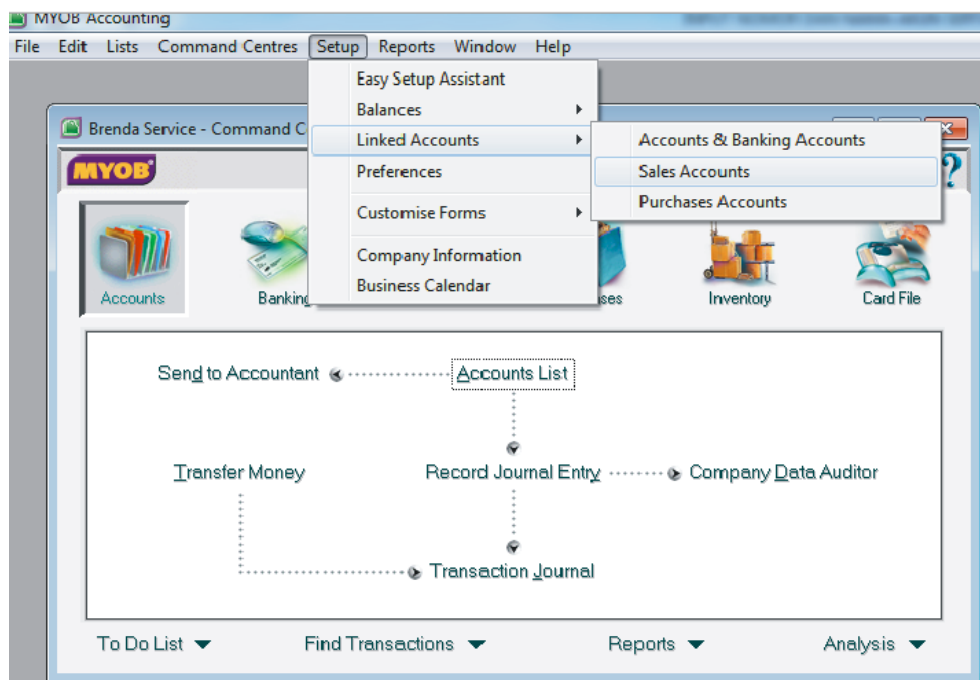 MYOB Accounting
File Edit Lists Command Centres Setup Reports Window Help
Easy Setup Assistant
Balances
Linked Accounts
Preferences
Customise Forms
Company Information
Business Calendar
Accounts & Banking Accounts
Sales Accounts
Purchases Accounts
Brenda Service - Command C
MYOB
?
Accounts Banking ses Inventory Card File
Send to Accountant Accounts List
Transfer Money Record Journal Entry Company Data Auditor
Transaction Journal
To Do List Find Transactions Reports Analysis